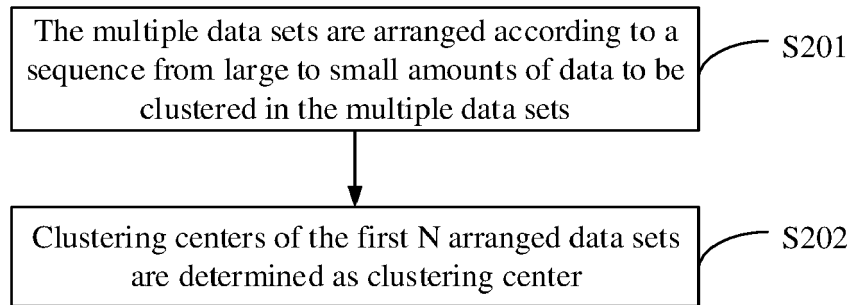 The multiple data sets are arranged according to a
sequence from large to small amounts of data to be
clustered in the multiple data sets
S201
Clustering centers of the first N arranged data sets
are determined as clustering center
S202